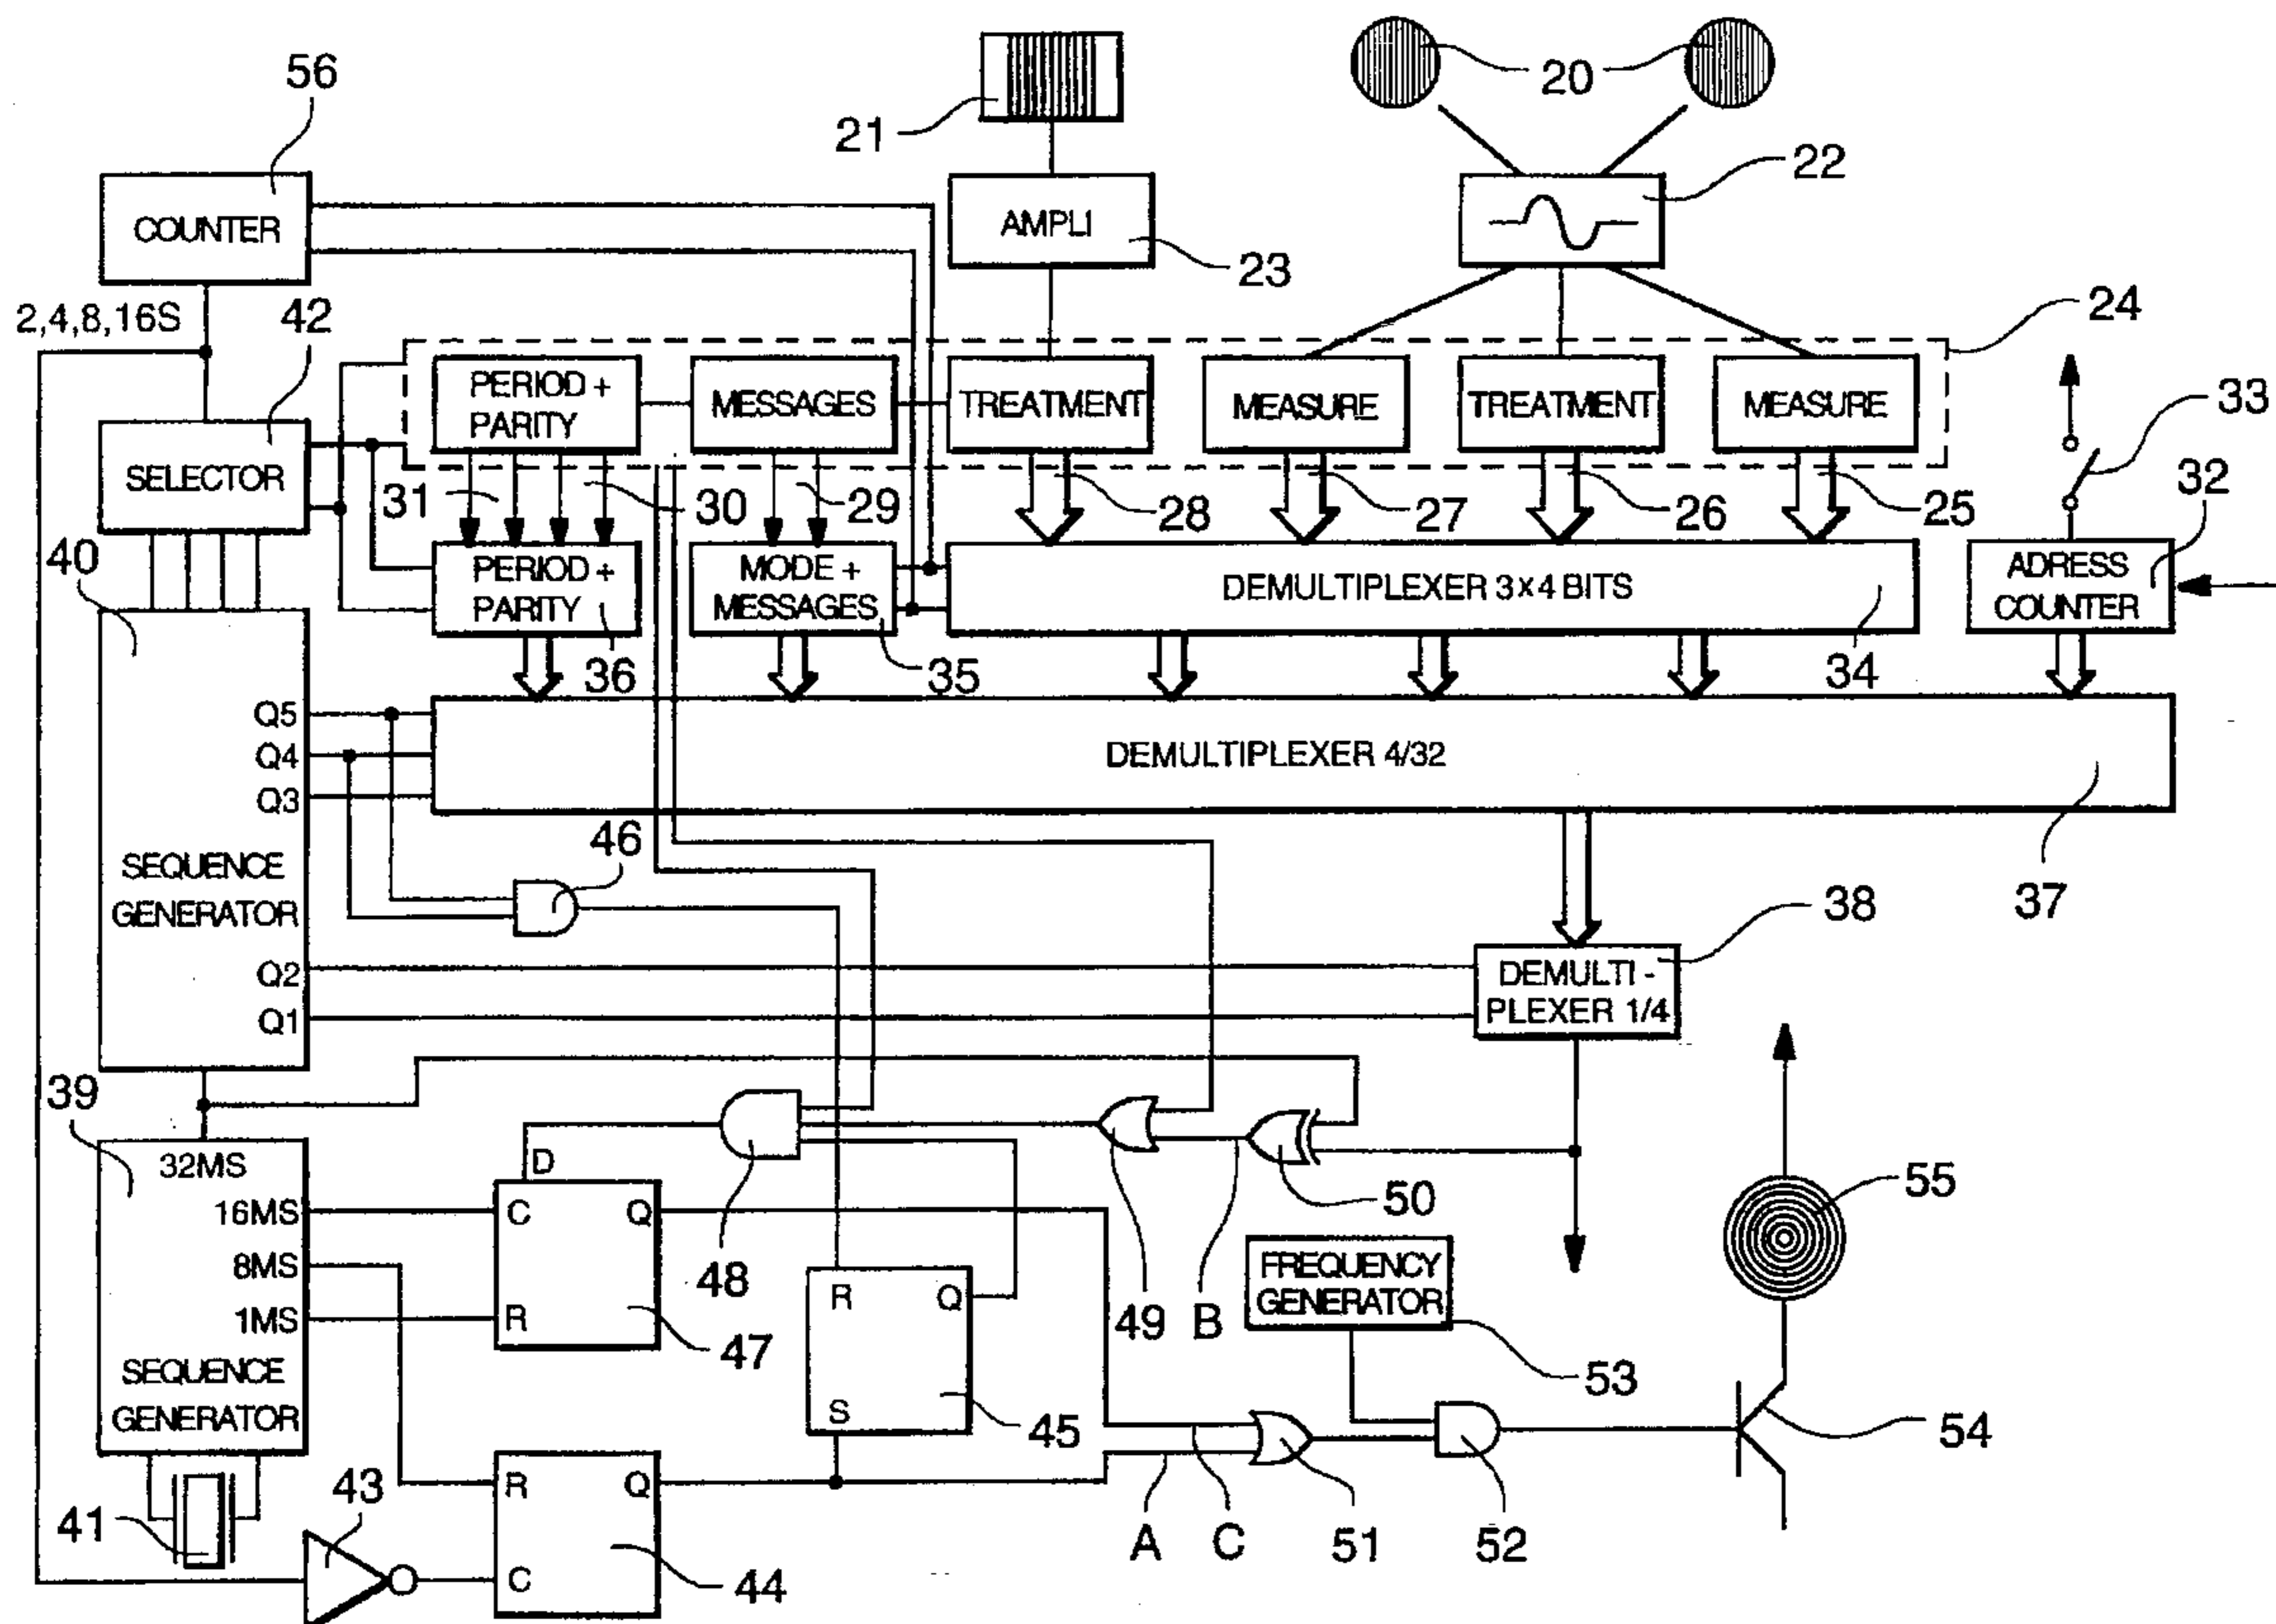 56
21
20
22
COUNTER
AMPLI
23
2,4,8,16S
42
24
PERIOD +
PARITY
MESSAGES
TREATMENT
MEASURE
TREATMENT
MEASURE
33
SELECTOR
31
30
29
28
27
26
25
32
40
PERIOD +
PARITY
MODE +
MESSAGES
DEMULTIPLEXER 3×4 BITS
ADRESS
COUNTER
36
35
34
Q5
Q4
Q3
DEMULTIPLEXER 4/32
46
SEQUENCE
GENERATOR
38
37
Q2
Q1
DEMULTI -
PLEXER 1/4
39
32MS
D
16MS
C
Q
48
49
B
50
55
8MS
FREQUENCY
GENERATOR
1MS
R
47
R
Q
53
SEQUENCE
GENERATOR
S
45
54
R
Q
43
41
A
C
51
52
C
44